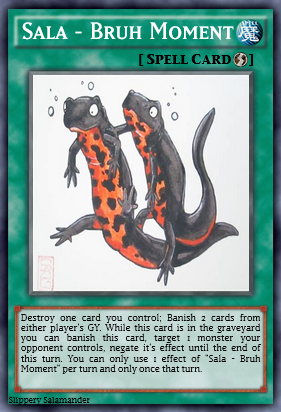 Sala - Bruh Moment 魔
[ Spell Card ]
Destroy one card you control; Banish 2 cards from
either player's GY. While this card is in the graveyard
you can banish this card, target 1 monster your
opponent controls, negate it's effect until the end of
this turn. You can only use 1 effect of "Sala - Bruh
Moment" per turn and only once that turn.
Slippery Salamander